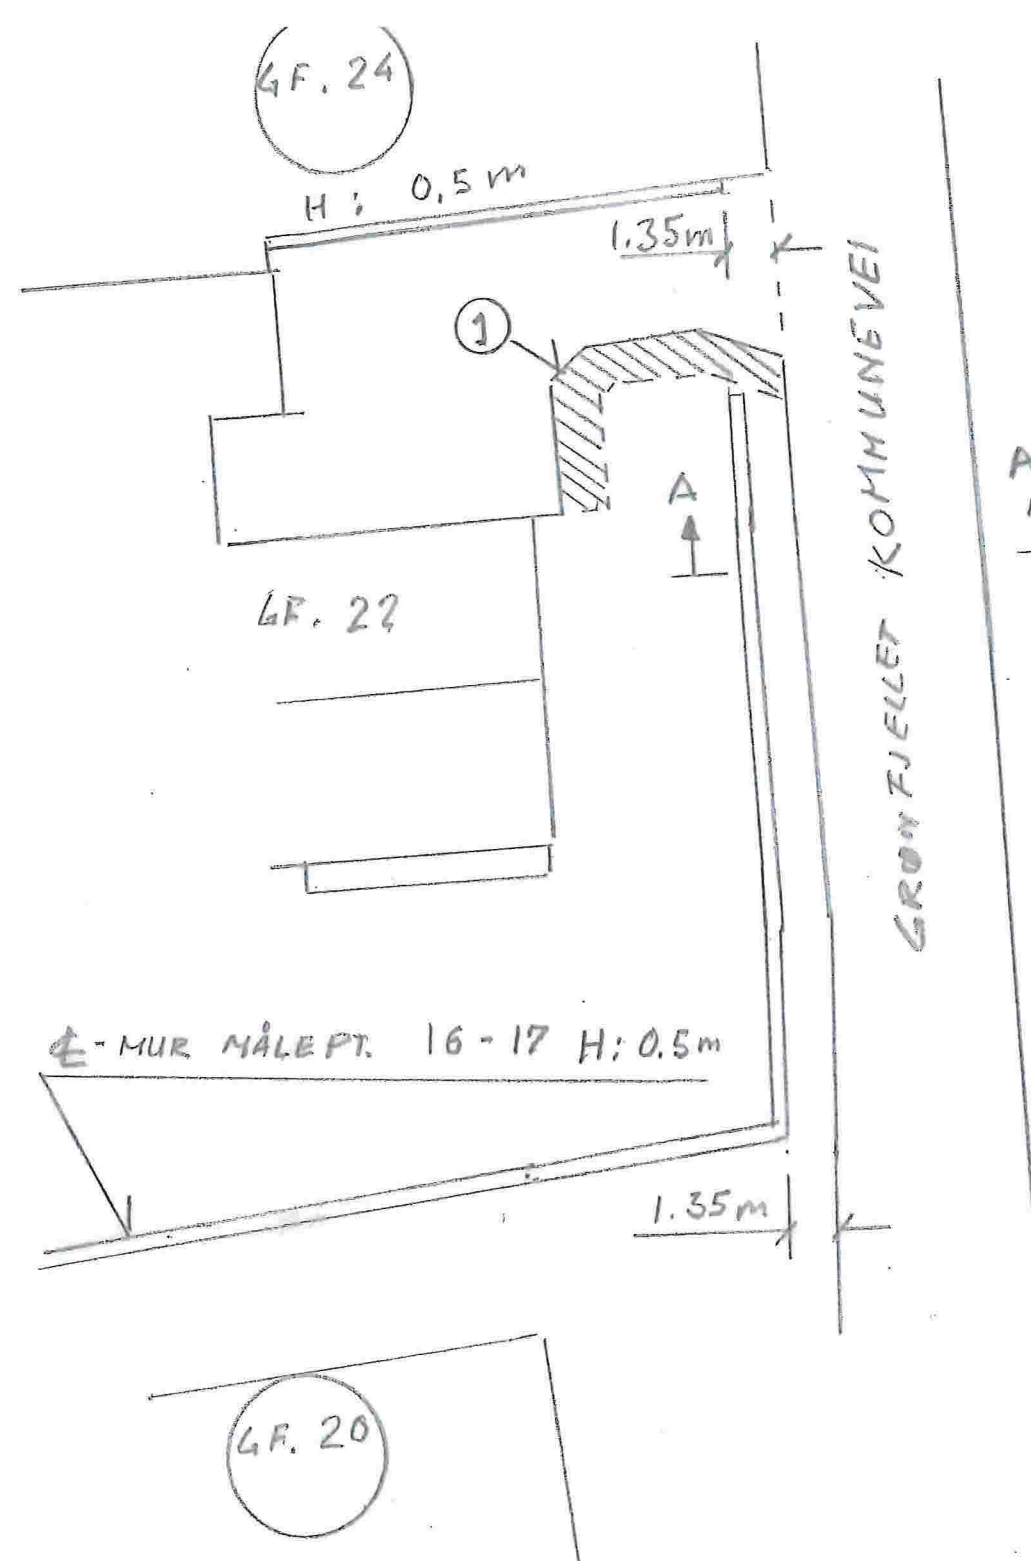 GF. 24
H: 0,5 m
1.35m
1
A
GF. 22
GRØNFJELLET KOMMUNEVEI
℄-MUR MÅLEPT. 16-17 H: 0.5m
1.35m
GF. 20